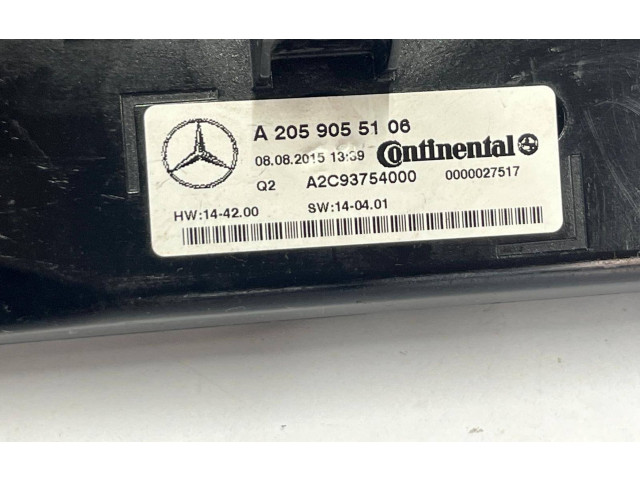 A 205 905 51 06
08.08.2015 13:39 Continental
Q2 A2C93754000 0000027517
HW:14-42.00 SW:14-04.01